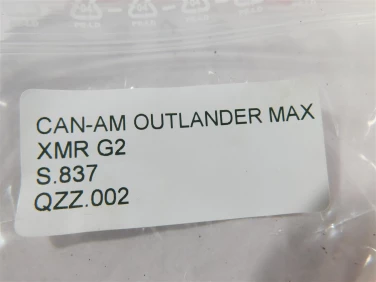 CAN-AM OUTLANDER MAX
XMR G2
S.837
QZZ.002